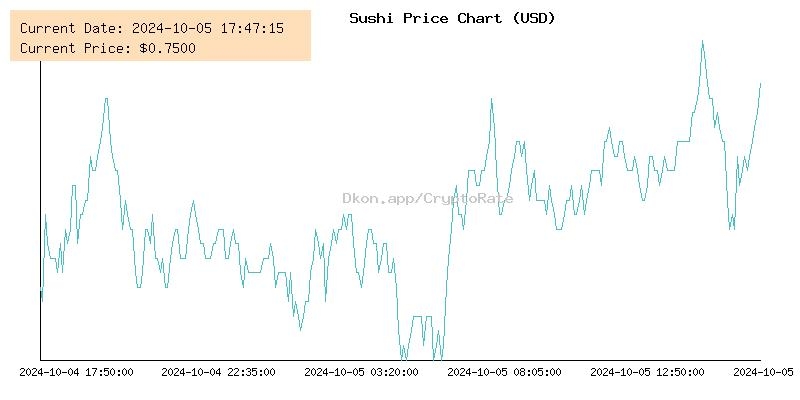 Sushi Price Chart (USD)
Current Date: 2024-10-05 17:47:15
Current Price: $0.7500
Dkon.app/CryptoRate
2024-10-04 17:50:00 2024-10-04 22:35:00 2024-10-05 03:20:00 2024-10-05 08:05:00 2024-10-05 12:50:00 2024-10-05